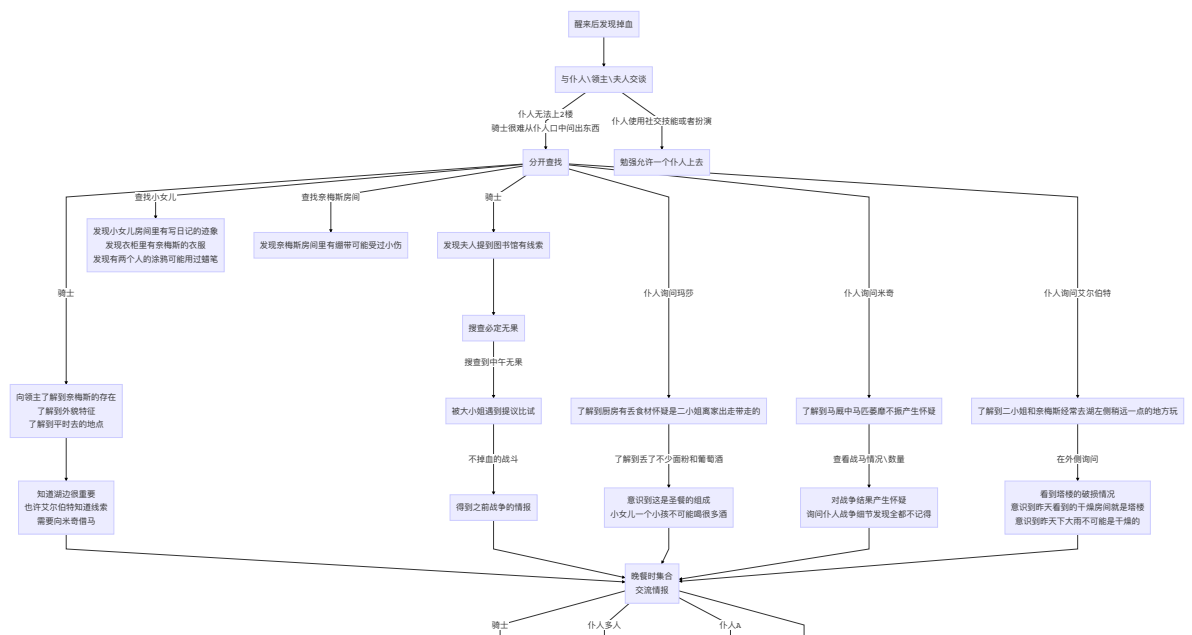 醒来后发现掉血
与仆人\领主\夫人交谈
仆人无法上2楼
骑士很难从仆人口中问出东西
仆人使用社交技能或者扮演
分开查找
勉强允许一个仆人上去
查找小女儿
查找奈梅斯房间
骑士
发现小女儿房间里有写日记的迹象
发现衣柜里有奈梅斯的衣服
发现有两个人的涂鸦可能用过蜡笔
发现奈梅斯房间里有绷带可能受过小伤
发现夫人提到图书馆有线索
骑士
仆人询问玛莎
仆人询问米奇
仆人询问艾尔伯特
搜查必定无果
搜查到中午无果
向领主了解到奈梅斯的存在
了解到外貌特征
了解到平时去的地点
被大小姐遇到提议比试
了解到厨房有丢食材怀疑是二小姐离家出走带走的
了解到马厩中马匹萎靡不振产生怀疑
了解到二小姐和奈梅斯经常去湖左侧稍远一点的地方玩
不掉血的战斗
了解到丢了不少面粉和葡萄酒
查看战马情况\数量
在外侧询问
知道湖边很重要
也许艾尔伯特知道线索
需要向米奇借马
得到之前战争的情报
意识到这是圣餐的组成
小女儿一个小孩不可能喝很多酒
对战争结果产生怀疑
询问仆人战争细节发现全都不记得
看到塔楼的破损情况
意识到昨天看到的干燥房间就是塔楼
意识到昨天下大雨不可能是干燥的
晚餐时集合
交流情报
骑士
仆人多人
仆人A